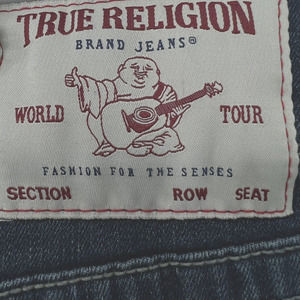 TRUE RELIGION
BRAND JEANS®
WORLD TOUR
FASHION FOR THE SENSES
SECTION ROW SEAT